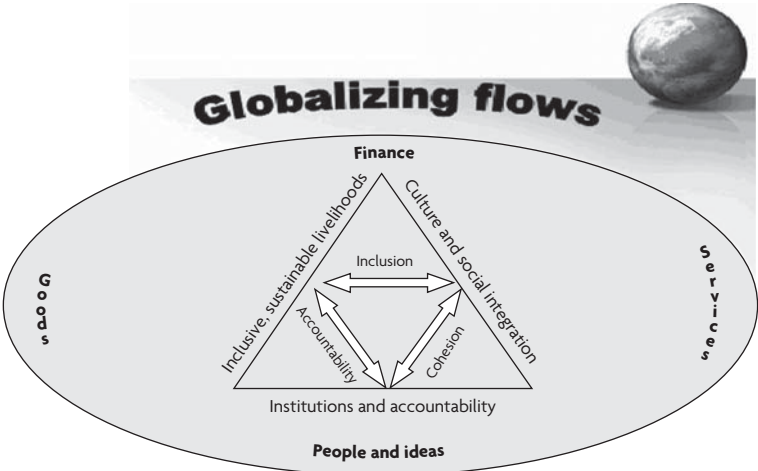 Globalizing flows
Finance
Inclusive, sustainable livelihoods
Culture and social integration
Inclusion
Goods
Services
Accountability
Cohesion
Institutions and accountability
People and ideas